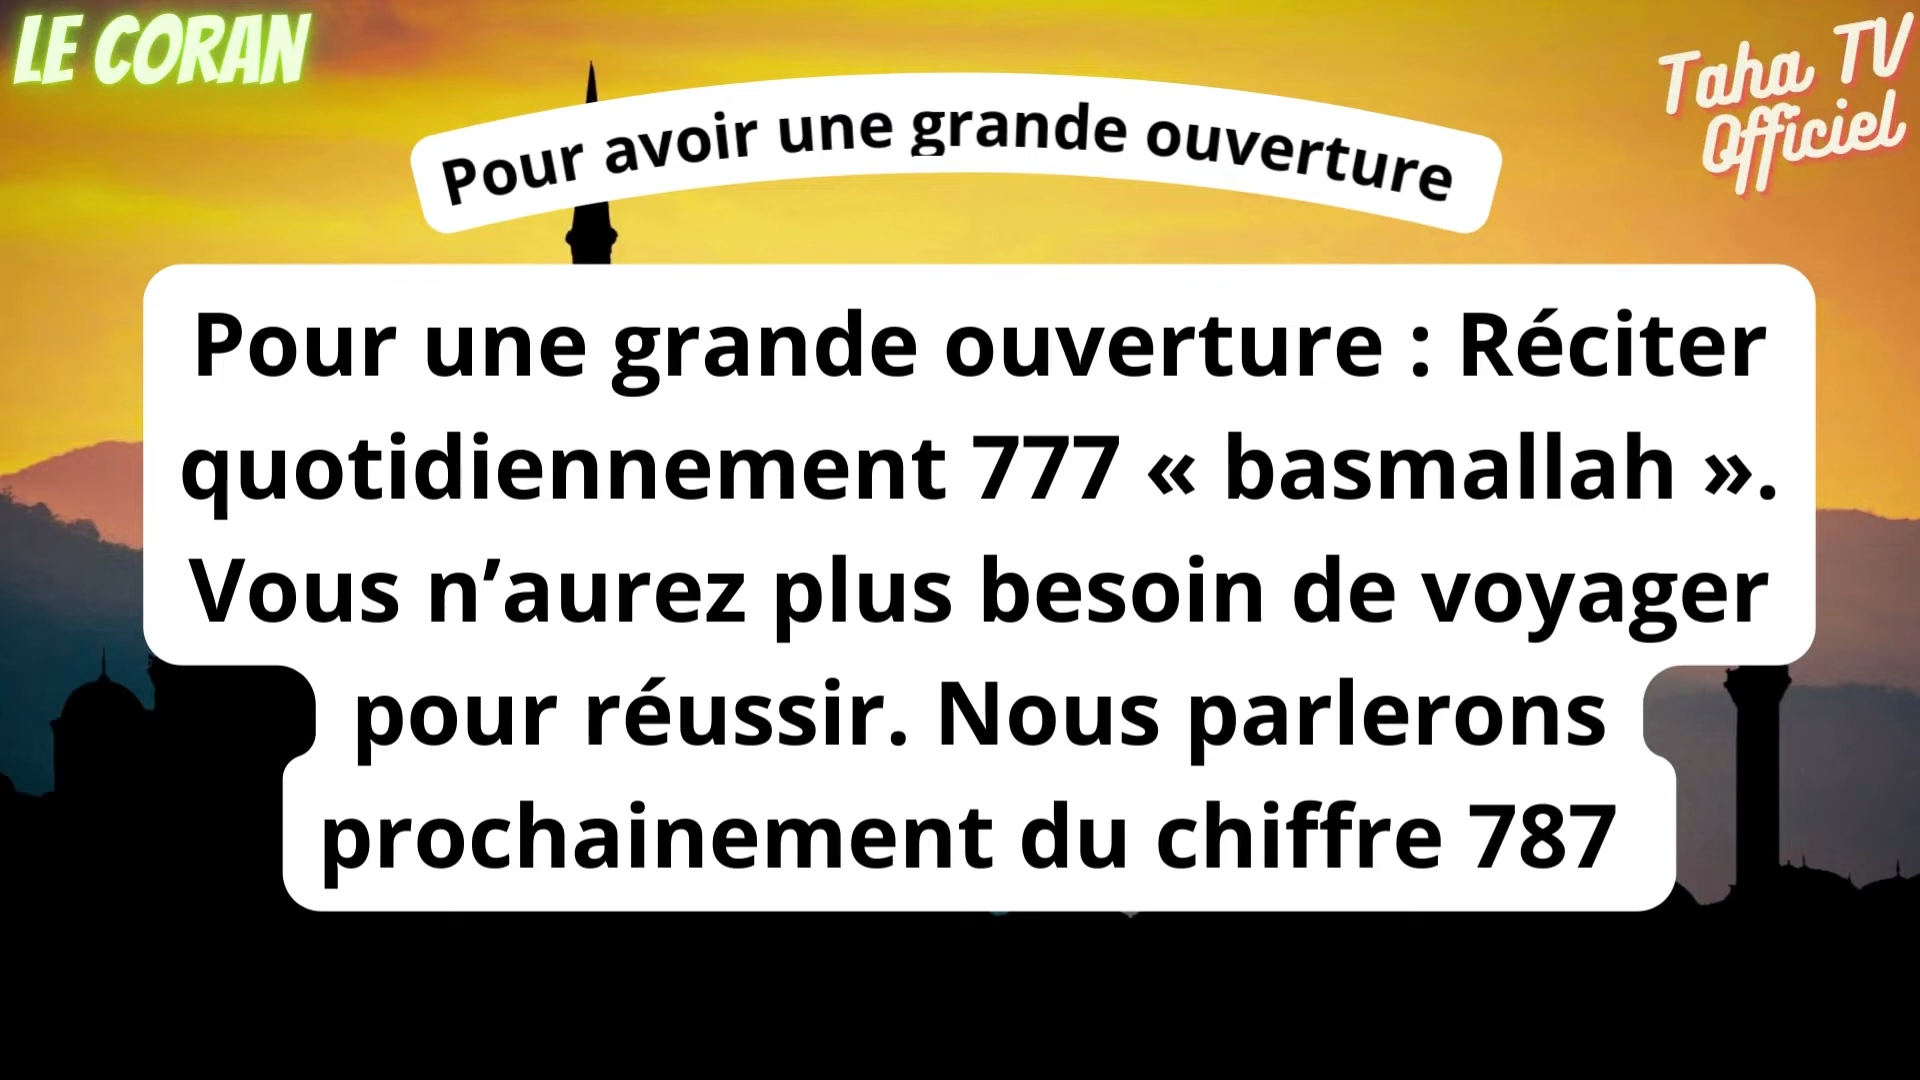 LE CORAN
Taha TV
Officiel
Pour avoir une grande ouverture
Pour une grande ouverture : Réciter
quotidiennement 777 « basmallah ».
Vous n’aurez plus besoin de voyager
pour réussir. Nous parlerons
prochainement du chiffre 787